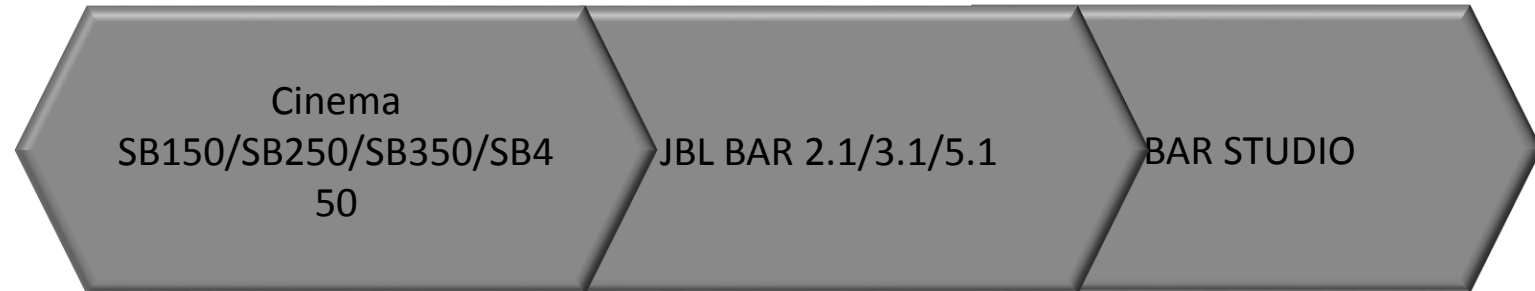 Cinema
SB150/SB250/SB350/SB4
50
JBL BAR 2.1/3.1/5.1
BAR STUDIO